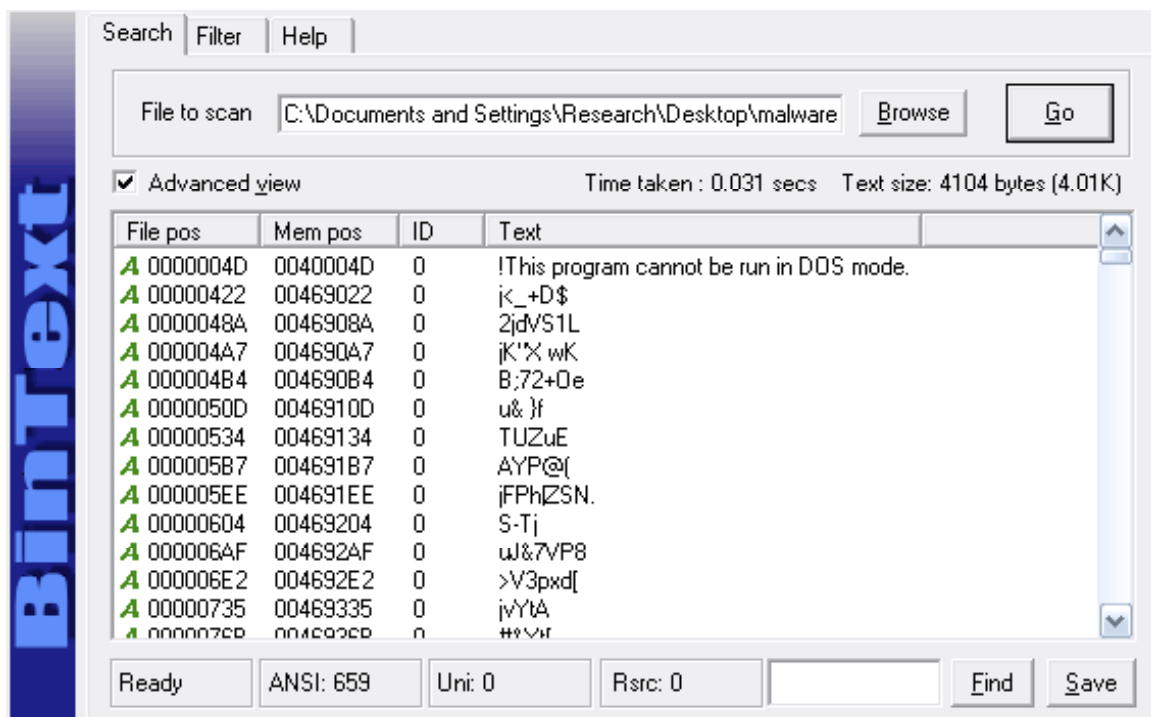 BinText
Search Filter Help
File to scan C:\Documents and Settings\Research\Desktop\malware Browse Go
Advanced view Time taken : 0.031 secs Text size: 4104 bytes (4.01K)
File pos Mem pos ID Text
A 0000004D 0040004D 0 !This program cannot be run in DOS mode.
A 00000422 00469022 0 j<_+D$
A 0000048A 0046908A 0 2jdVS1L
A 000004A7 004690A7 0 jK"X wK
A 000004B4 004690B4 0 B;72+Oe
A 0000050D 0046910D 0 u& }f
A 00000534 00469134 0 TUZuE
A 000005B7 004691B7 0 AYP@(
A 000005EE 004691EE 0 jFPh|ZSN.
A 00000604 00469204 0 S-Tj
A 000006AF 004692AF 0 uJ&7VP8
A 000006E2 004692E2 0 >V3pxd[
A 00000735 00469335 0 jvYtA
Ready ANSI: 659 Uni: 0 Rsrc: 0 Find Save